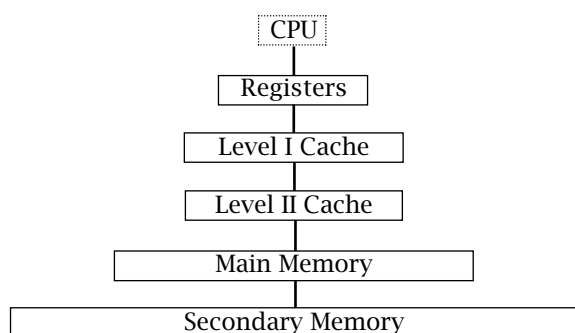 CPU
Registers
Level I Cache
Level II Cache
Main Memory
Secondary Memory